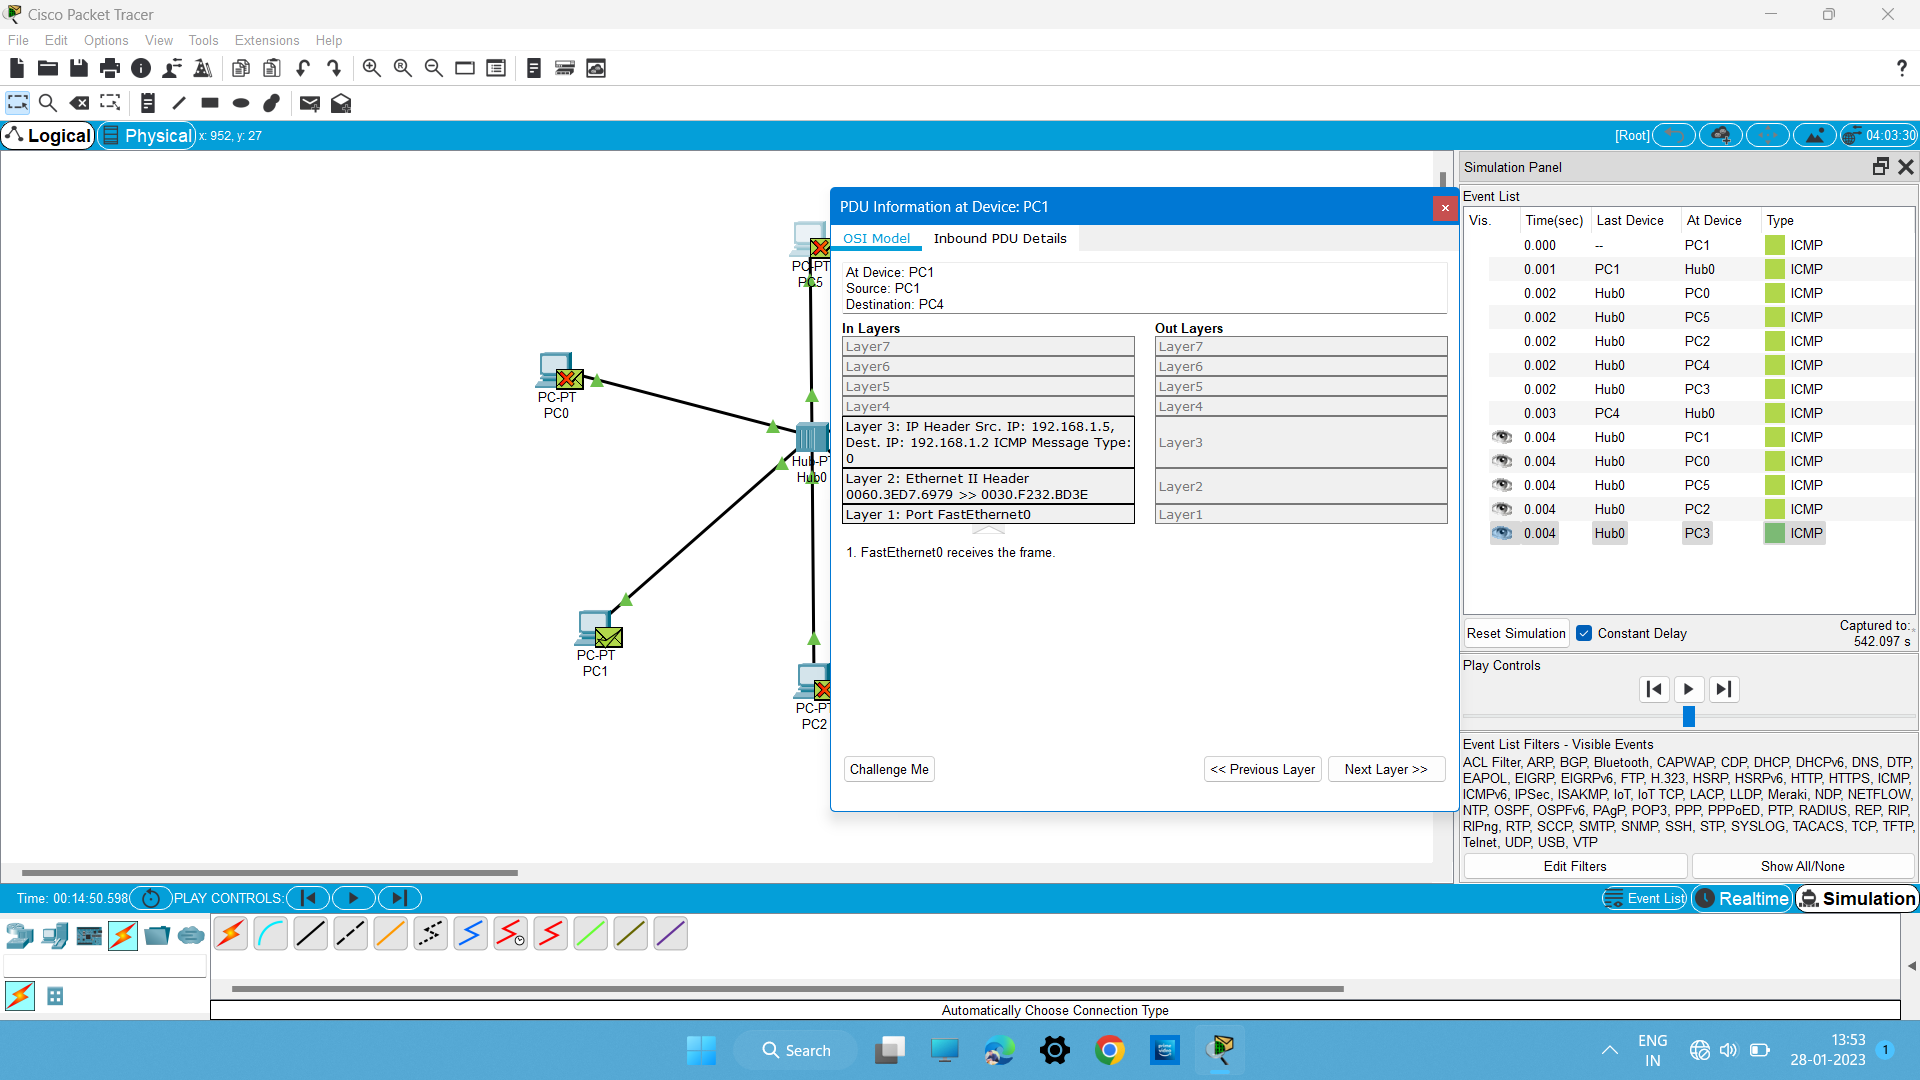 Cisco Packet Tracer
File Edit Options View Tools Extensions Help
?
Logical Physical x: 952, y: 27 [Root] 04:03:30
PC-PT
PC5
PC-PT
PC0
Hub-PT
Hub0
PC-PT
PC1
PC-PT
PC2
PDU Information at Device: PC1
OSI Model Inbound PDU Details
At Device: PC1
Source: PC1
Destination: PC4
In Layers Out Layers
Layer7 Layer7
Layer6 Layer6
Layer5 Layer5
Layer4 Layer4
Layer 3: IP Header Src. IP: 192.168.1.5,
Dest. IP: 192.168.1.2 ICMP Message Type: Layer3
0
Layer 2: Ethernet II Header Layer2
0060.3ED7.6979 >> 0030.F232.BD3E
Layer 1: Port FastEthernet0 Layer1
1. FastEthernet0 receives the frame.
Challenge Me << Previous Layer Next Layer >>
Simulation Panel
Event List
Vis. Time(sec) Last Device At Device Type
0.000 -- PC1 ICMP
0.001 PC1 Hub0 ICMP
0.002 Hub0 PC0 ICMP
0.002 Hub0 PC5 ICMP
0.002 Hub0 PC2 ICMP
0.002 Hub0 PC4 ICMP
0.002 Hub0 PC3 ICMP
0.003 PC4 Hub0 ICMP
0.004 Hub0 PC1 ICMP
0.004 Hub0 PC0 ICMP
0.004 Hub0 PC5 ICMP
0.004 Hub0 PC2 ICMP
0.004 Hub0 PC3 ICMP
Reset Simulation Constant Delay Captured to:
542.097 s
Play Controls
Event List Filters - Visible Events
ACL Filter, ARP, BGP, Bluetooth, CAPWAP, CDP, DHCP, DHCPv6, DNS, DTP,
EAPOL, EIGRP, EIGRPv6, FTP, H.323, HSRP, HSRPv6, HTTP, HTTPS, ICMP,
ICMPv6, IPSec, ISAKMP, IoT, IoT TCP, LACP, LLDP, Meraki, NDP, NETFLOW,
NTP, OSPF, OSPFv6, PAgP, POP3, PPP, PPPoED, PTP, RADIUS, REP, RIP,
RIPng, RTP, SCCP, SMTP, SNMP, SSH, STP, SYSLOG, TACACS, TCP, TFTP,
Telnet, UDP, USB, VTP
Edit Filters Show All/None
Time: 00:14:50.598 PLAY CONTROLS: Event List Realtime Simulation
Automatically Choose Connection Type
Search
ENG
IN
13:53
28-01-2023
1